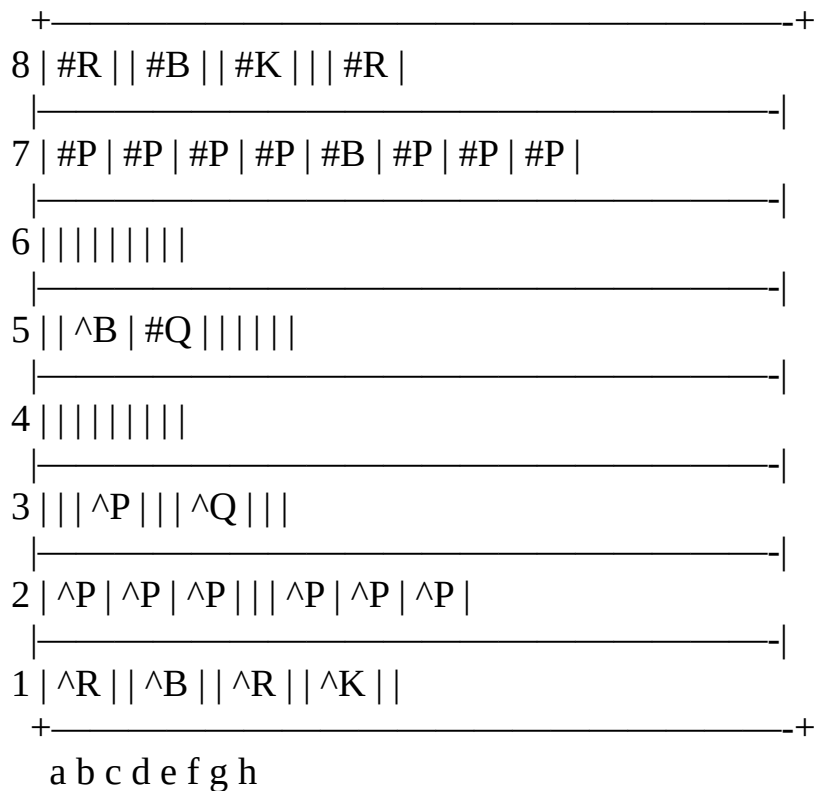 +———————————————————-+
8 | #R | | #B | | #K | | | #R |
|———————————————————-|
7 | #P | #P | #P | #P | #B | #P | #P | #P |
|———————————————————-|
6 | | | | | | | | |
|———————————————————-|
5 | | ^B | #Q | | | | | |
|———————————————————-|
4 | | | | | | | | |
|———————————————————-|
3 | | | ^P | | | ^Q | | |
|———————————————————-|
2 | ^P | ^P | ^P | | | ^P | ^P | ^P |
|———————————————————-|
1 | ^R | | ^B | | ^R | | ^K | |
+———————————————————-+
a b c d e f g h